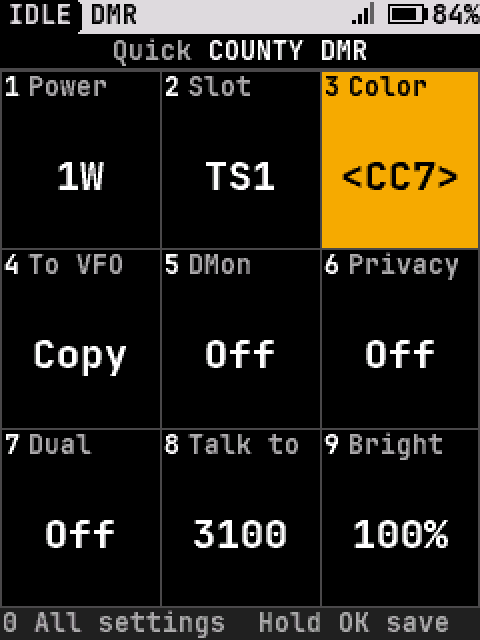 IDLE DMR 84%
Quick COUNTY DMR
1 Power 2 Slot 3 Color
1W TS1 <CC7>
4 To VFO 5 DMon 6 Privacy
Copy Off Off
7 Dual 8 Talk to 9 Bright
Off 3100 100%
0 All settings Hold OK save